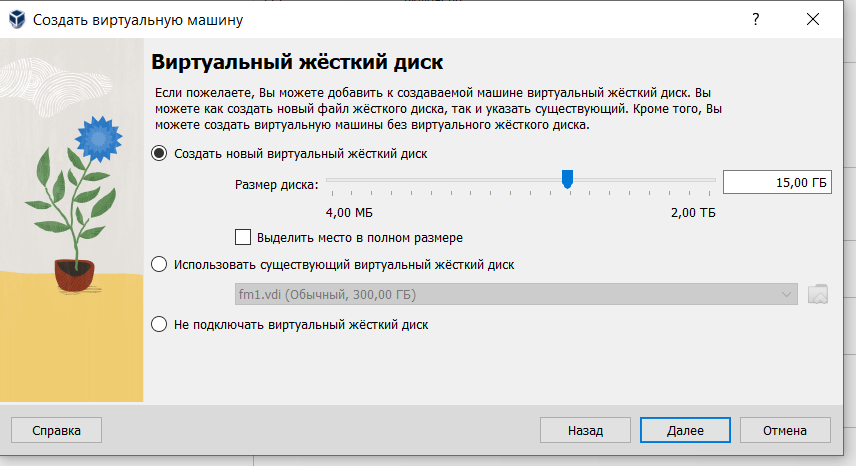 Создать виртуальную машину
?
Виртуальный жёсткий диск
Если пожелаете, Вы можете добавить к создаваемой машине виртуальный жёсткий диск. Вы
можете как создать новый файл жёсткого диска, так и указать существующий. Кроме того, Вы
можете создать виртуальную машины без виртуального жёсткого диска.
Создать новый виртуальный жёсткий диск
Размер диска:
15,00 ГБ
4,00 МБ
2,00 ТБ
Выделить место в полном размере
Использовать существующий виртуальный жёсткий диск
fm1.vdi (Обычный, 300,00 ГБ)
Не подключать виртуальный жёсткий диск
Справка
Назад
Далее
Отмена